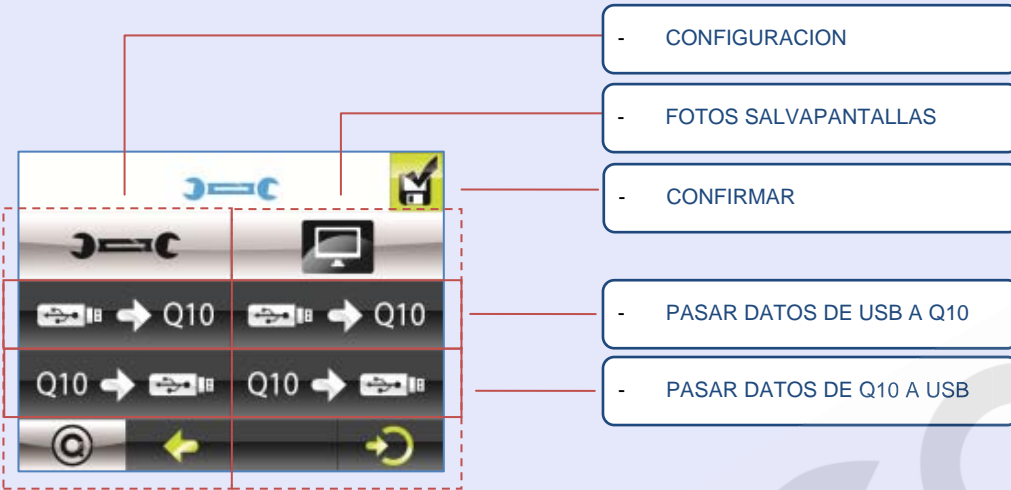 - CONFIGURACION
- FOTOS SALVAPANTALLAS
- CONFIRMAR
Q10 Q10
- PASAR DATOS DE USB A Q10
Q10 Q10
- PASAR DATOS DE Q10 A USB